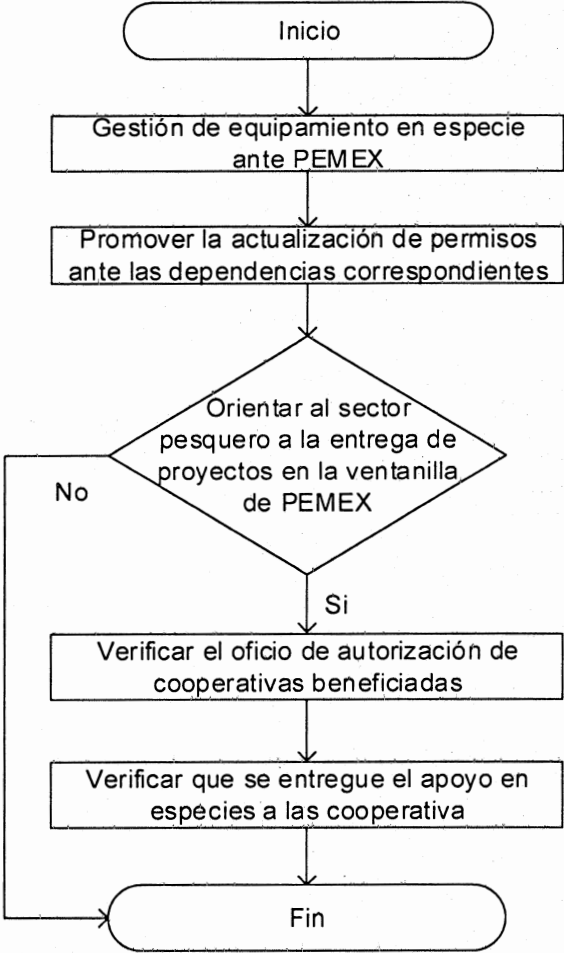 Inicio
Gestión de equipamiento en especie
ante PEMEX
Promover la actualización de permisos
ante las dependencias correspondientes
Orientar al sector
pesquero a la entrega de
proyectos en la ventanilla
de PEMEX
No
Si
Verificar el oficio de autorización de
cooperativas beneficiadas
Verificar que se entregue el apoyo en
especies a las cooperativa
Fin